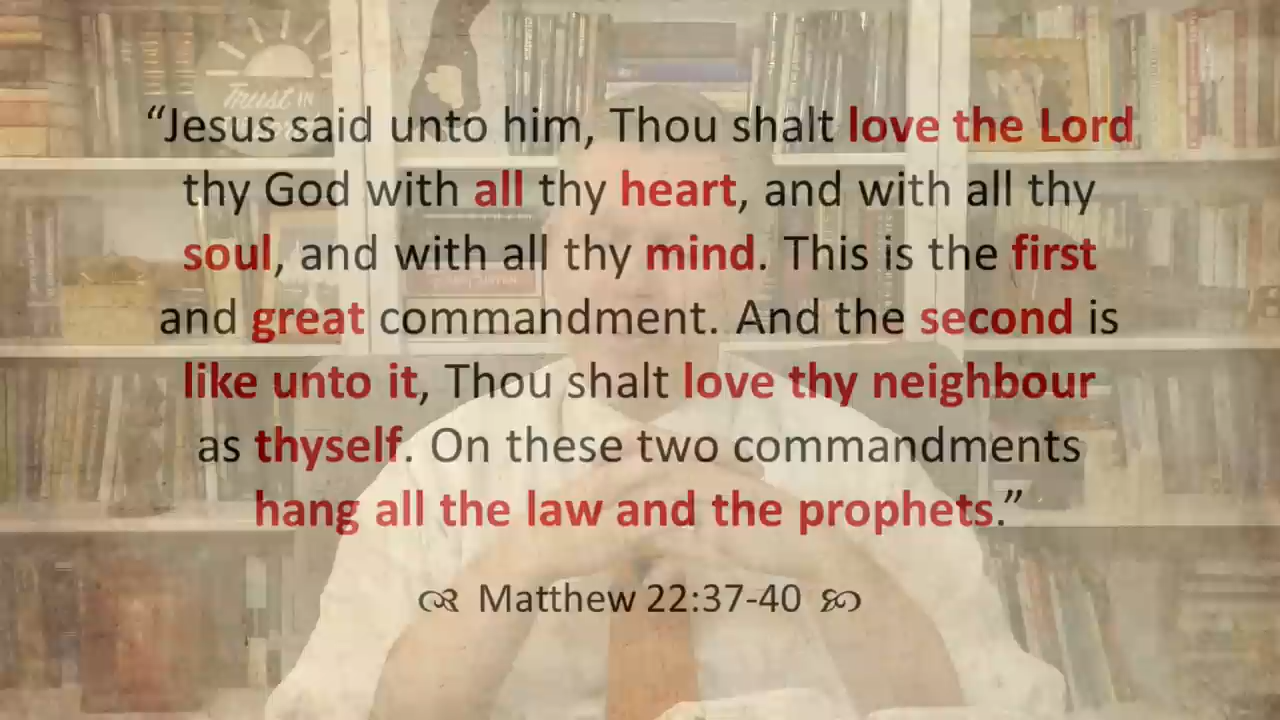 Trust IN
“Jesus said unto him, Thou shalt love the Lord
thy God with all thy heart, and with all thy
soul, and with all thy mind. This is the first
and great commandment. And the second is
like unto it, Thou shalt love thy neighbour
as thyself. On these two commandments
hang all the law and the prophets.”
Matthew 22:37-40